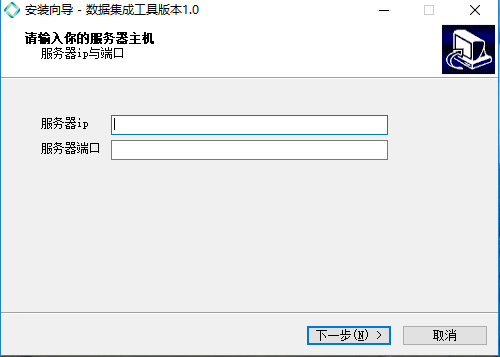 安装向导 - 数据集成工具版本1.0
请输入你的服务器主机
服务器ip与端口
服务器ip
服务器端口
下一步(N) >
取消